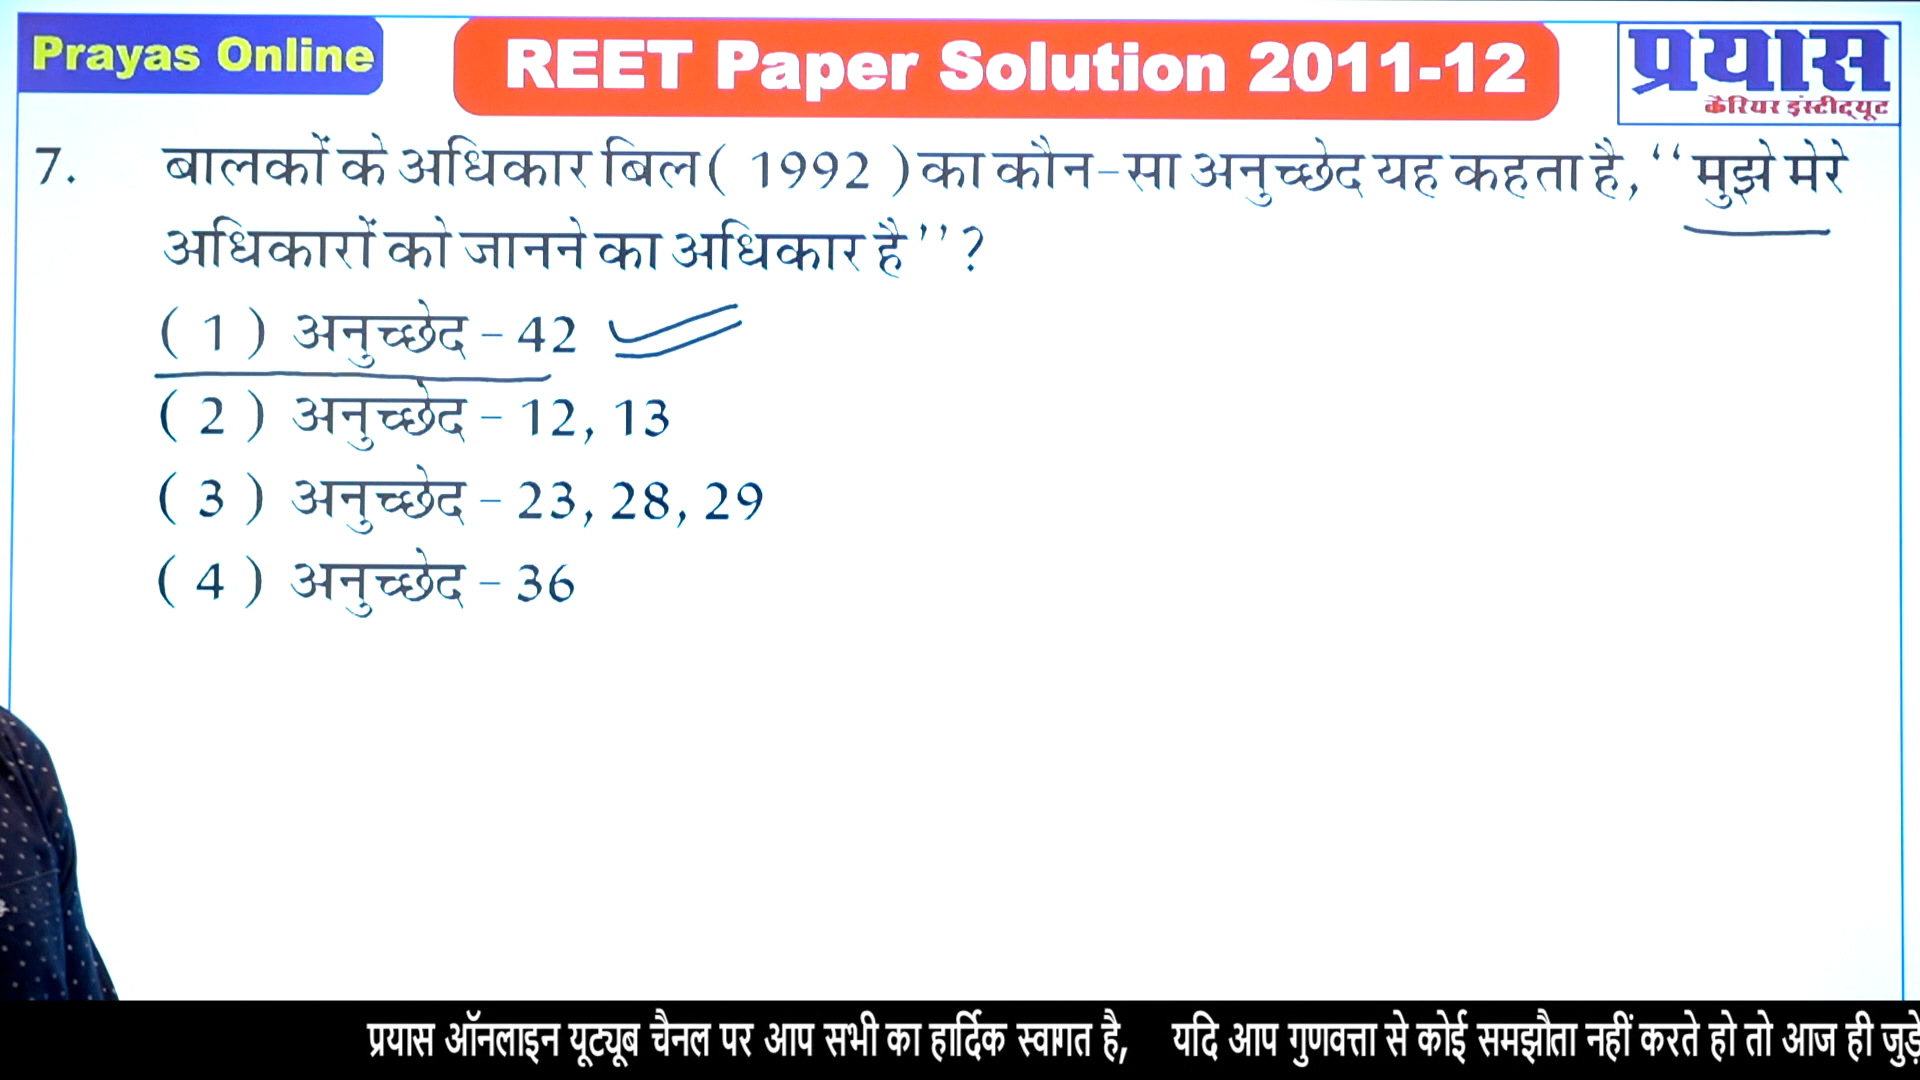 Prayas Online
REET Paper Solution 2011-12
प्रयास
कैरियर इंस्टीट्यूट
7. बालकों के अधिकार बिल ( 1992 ) का कौन-सा अनुच्छेद यह कहता है, ‘‘मुझे मेरे
अधिकारों को जानने का अधिकार है’’?
( 1 ) अनुच्छेद - 42
( 2 ) अनुच्छेद - 12, 13
( 3 ) अनुच्छेद - 23, 28, 29
( 4 ) अनुच्छेद - 36
प्रयास ऑनलाइन यूट्यूब चैनल पर आप सभी का हार्दिक स्वागत है, यदि आप गुणवत्ता से कोई समझौता नहीं करते हो तो आज ही जुड़े